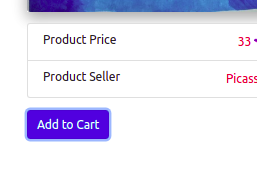 Product Price 33
Product Seller Picass
Add to Cart